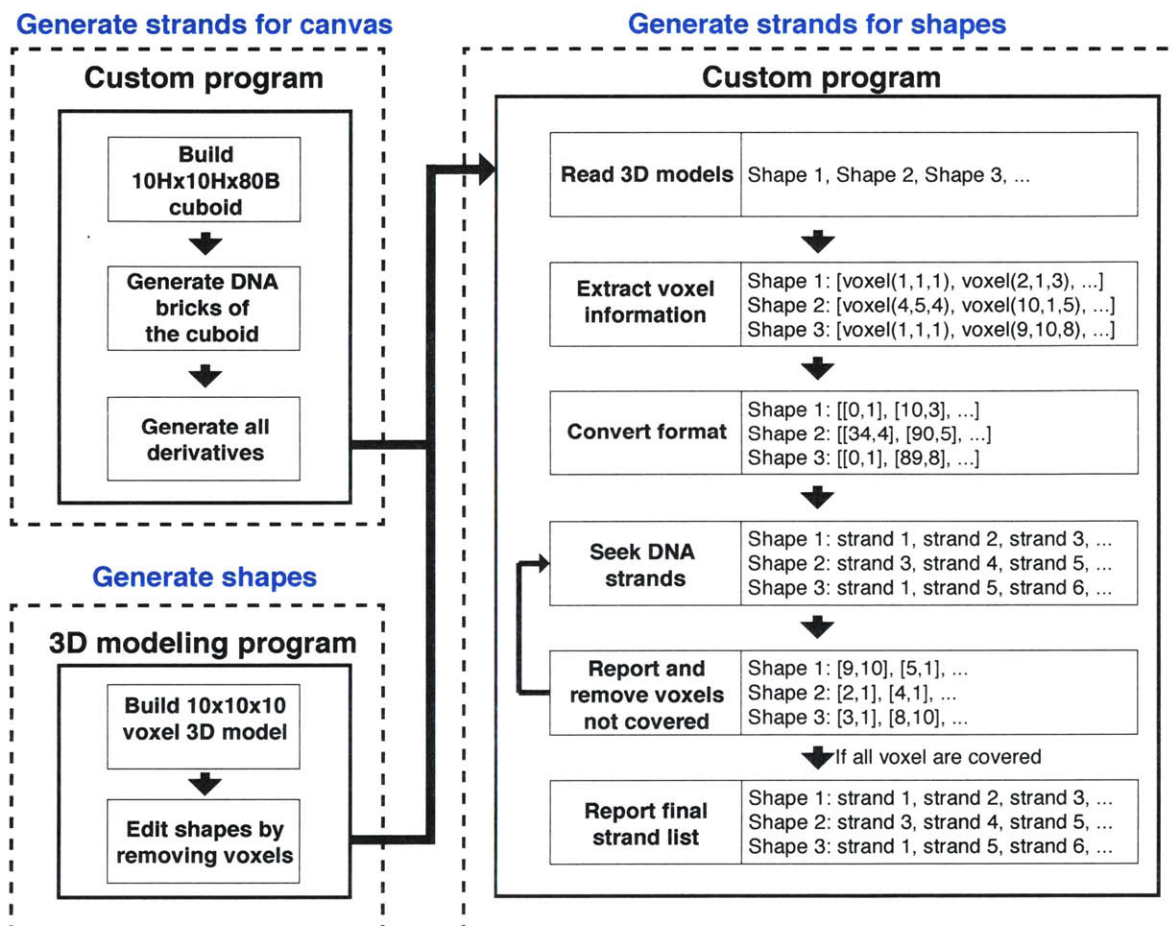 Generate strands for canvas
Custom program
Build
10Hx10Hx80B
cuboid
Generate DNA
bricks of
the cuboid
Generate all
derivatives
Generate shapes
3D modeling program
Build 10x10x10
voxel 3D model
Edit shapes by
removing voxels
Generate strands for shapes
Custom program
Read 3D models
Shape 1, Shape 2, Shape 3, ...
Extract voxel
information
Shape 1: [voxel(1,1,1), voxel(2,1,3), ...]
Shape 2: [voxel(4,5,4), voxel(10,1,5), ...]
Shape 3: [voxel(1,1,1), voxel(9,10,8), ...]
Convert format
Shape 1: [[0,1], [10,3], ...]
Shape 2: [[34,4], [90,5], ...]
Shape 3: [[0,1], [89,8], ...]
Seek DNA
strands
Shape 1: strand 1, strand 2, strand 3, ...
Shape 2: strand 3, strand 4, strand 5, ...
Shape 3: strand 1, strand 5, strand 6, ...
Report and
remove voxels
not covered
Shape 1: [9,10], [5,1], ...
Shape 2: [2,1], [4,1], ...
Shape 3: [3,1], [8,10], ...
If all voxel are covered
Report final
strand list
Shape 1: strand 1, strand 2, strand 3, ...
Shape 2: strand 3, strand 4, strand 5, ...
Shape 3: strand 1, strand 5, strand 6, ...